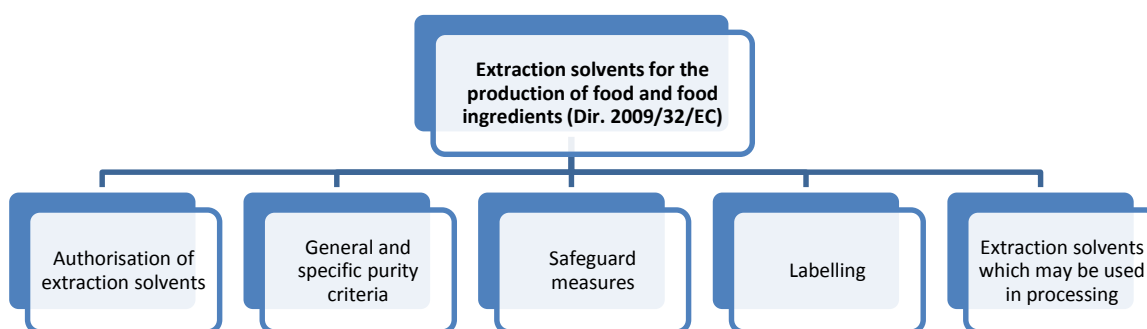 Extraction solvents for the
production of food and food
ingredients (Dir. 2009/32/EC)
Authorisation of
extraction solvents
General and
specific purity
criteria
Safeguard
measures
Labelling
Extraction solvents
which may be used
in processing